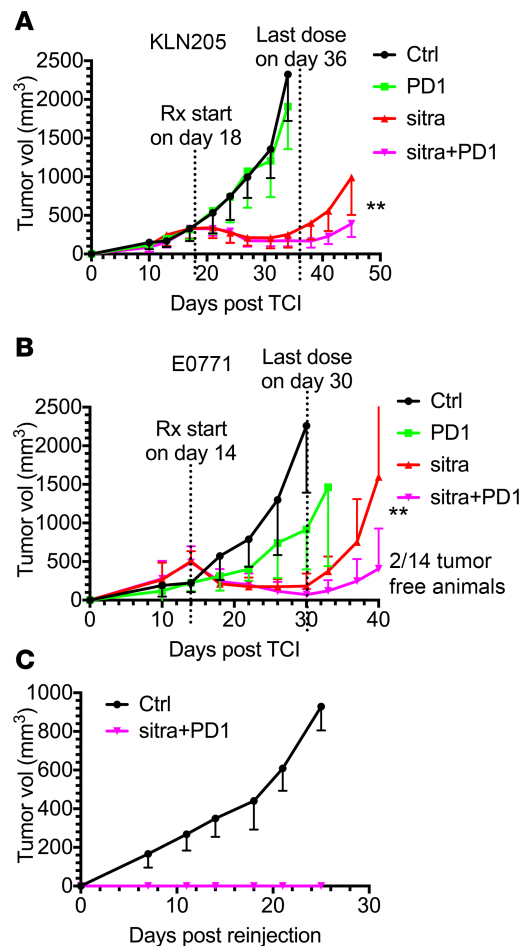 A
KLN205
Last dose
on day 36
Rx start
on day 18
Ctrl
PD1
sitra
sitra+PD1
**
Tumor vol (mm³)
2500
2000
1500
1000
500
0
0 10 20 30 40 50
Days post TCI
B
E0771
Last dose
on day 30
Rx start
on day 14
Ctrl
PD1
sitra
sitra+PD1
**
2/14 tumor
free animals
Tumor vol (mm³)
2500
2000
1500
1000
500
0
0 10 20 30 40
Days post TCI
C
Ctrl
sitra+PD1
Tumor vol (mm³)
1000
800
600
400
200
0
0 10 20 30
Days post reinjection